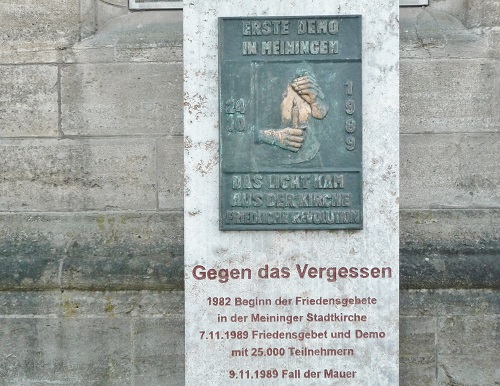 ERSTE DEMO
IN MEININGEN
24
10
1989
DAS LICHT KAM
AUS DER KIRCHE
FRIEDLICHE REVOLUTION
Gegen das Vergessen
1982 Beginn der Friedensgebete
in der Meininger Stadtkirche
7.11.1989 Friedensgebet und Demo
mit 25.000 Teilnehmern
9.11.1989 Fall der Mauer